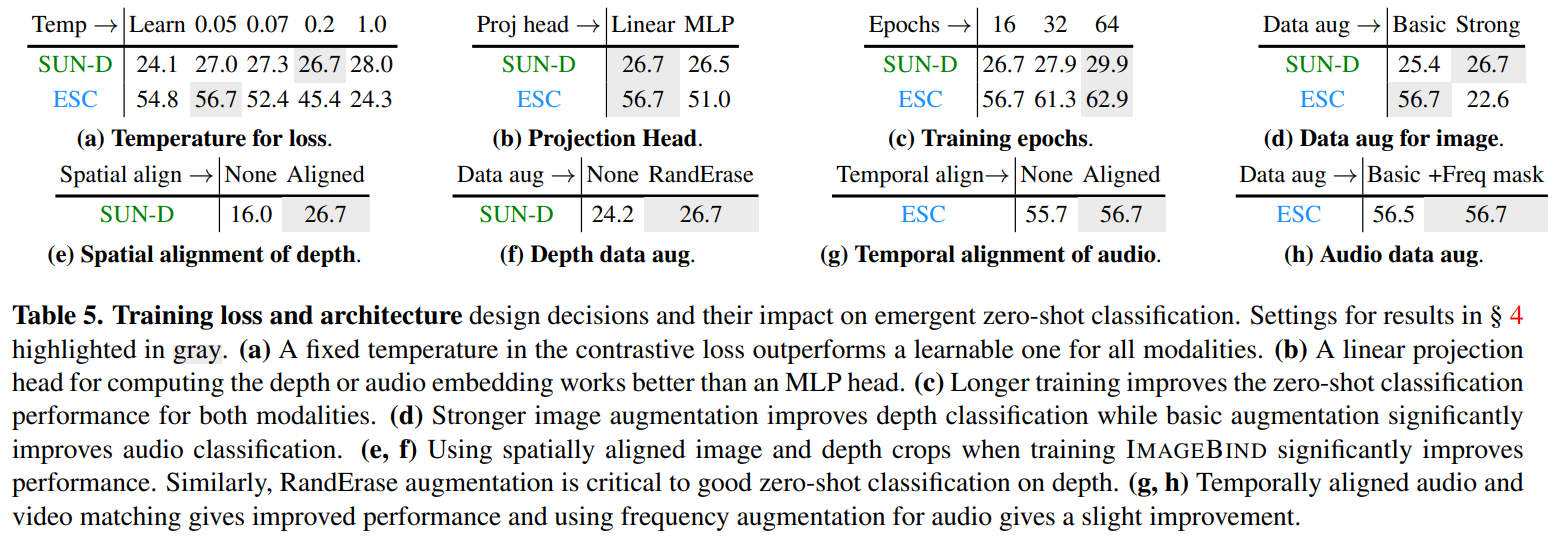 Temp → Learn 0.05 0.07 0.2 1.0
SUN-D 24.1 27.0 27.3 26.7 28.0
ESC 54.8 56.7 52.4 45.4 24.3
(a) Temperature for loss.
Proj head → Linear MLP
SUN-D 26.7 26.5
ESC 56.7 51.0
(b) Projection Head.
Epochs → 16 32 64
SUN-D 26.7 27.9 29.9
ESC 56.7 61.3 62.9
(c) Training epochs.
Data aug → Basic Strong
SUN-D 25.4 26.7
ESC 56.7 22.6
(d) Data aug for image.
Spatial align → None Aligned
SUN-D 16.0 26.7
(e) Spatial alignment of depth.
Data aug → None RandErase
SUN-D 24.2 26.7
(f) Depth data aug.
Temporal align→ None Aligned
ESC 55.7 56.7
(g) Temporal alignment of audio.
Data aug → Basic +Freq mask
ESC 56.5 56.7
(h) Audio data aug.
Table 5. Training loss and architecture design decisions and their impact on emergent zero-shot classification. Settings for results in § 4
highlighted in gray. (a) A fixed temperature in the contrastive loss outperforms a learnable one for all modalities. (b) A linear projection
head for computing the depth or audio embedding works better than an MLP head. (c) Longer training improves the zero-shot classification
performance for both modalities. (d) Stronger image augmentation improves depth classification while basic augmentation significantly
improves audio classification. (e, f) Using spatially aligned image and depth crops when training IMAGEBIND significantly improves
performance. Similarly, RandErase augmentation is critical to good zero-shot classification on depth. (g, h) Temporally aligned audio and
video matching gives improved performance and using frequency augmentation for audio gives a slight improvement.